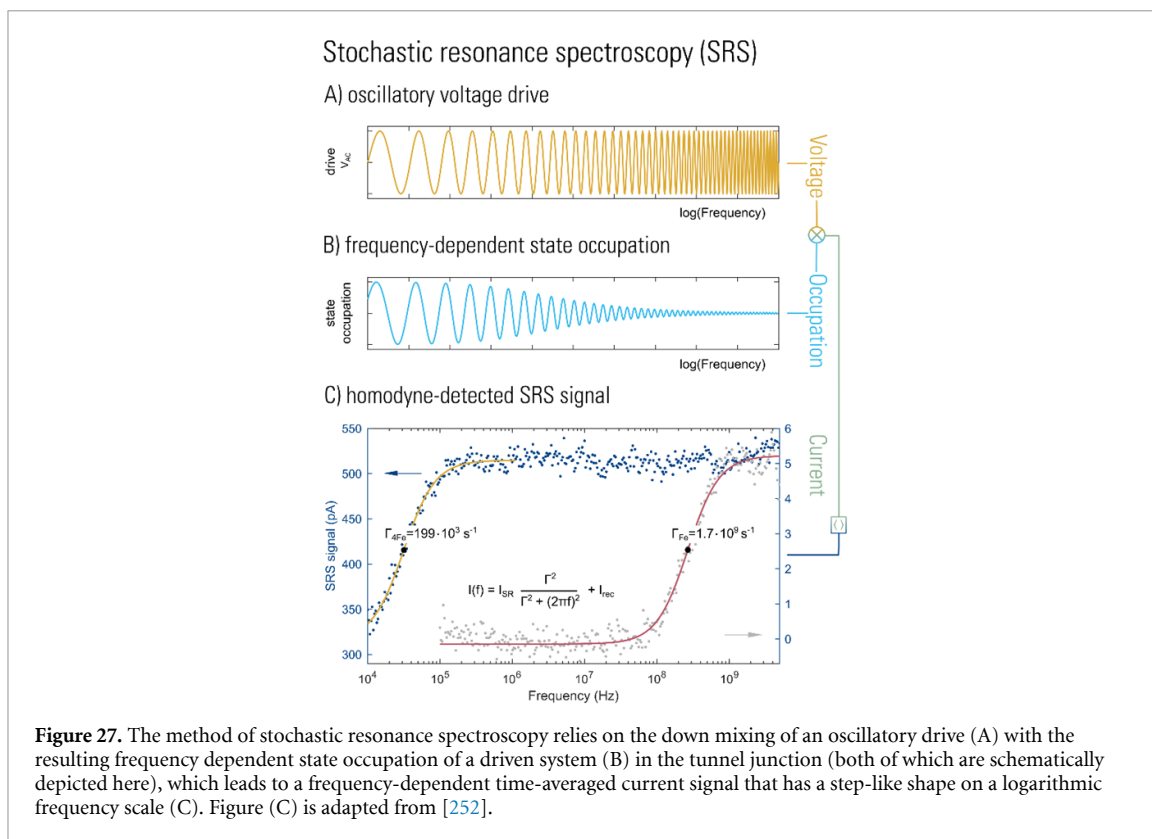 Stochastic resonance spectroscopy (SRS)
A) oscillatory voltage drive
drive
V_AC
log(Frequency)
Voltage
B) frequency-dependent state occupation
state
occupation
log(Frequency)
Occupation
C) homodyne-detected SRS signal
550
500
450
400
350
300
SRS signal (pA)
6
5
4
3
2
1
0
Current
⟨⟩
Γ_4Fe=199·10³ s⁻¹
Γ_Fe=1.7·10⁹ s⁻¹
I(f) = I_SR Γ² / (Γ² + (2πf)²) + I_rec
10⁴ 10⁵ 10⁶ 10⁷ 10⁸ 10⁹
Frequency (Hz)
Figure 27. The method of stochastic resonance spectroscopy relies on the down mixing of an oscillatory drive (A) with the
resulting frequency dependent state occupation of a driven system (B) in the tunnel junction (both of which are schematically
depicted here), which leads to a frequency-dependent time-averaged current signal that has a step-like shape on a logarithmic
frequency scale (C). Figure (C) is adapted from [252].